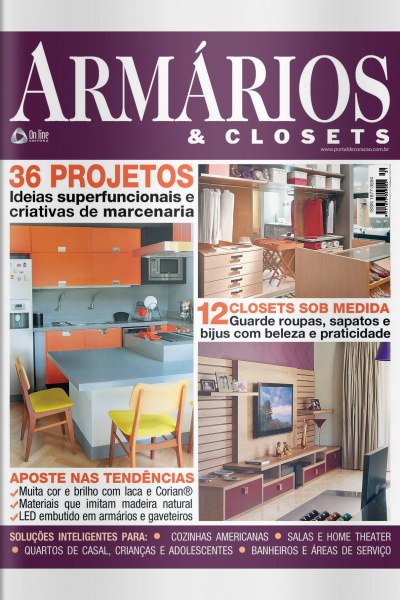 ARMÁRIOS
& CLOSETS
On line
EDITORA
www.portaldecoracao.com.br
36 PROJETOS
Ideias superfuncionais e
criativas de marcenaria
12 CLOSETS SOB MEDIDA
Guarde roupas, sapatos e
bijus com beleza e praticidade
APOSTE NAS TENDÊNCIAS
✓Muita cor e brilho com laca e Corian®
✓Materiais que imitam madeira natural
✓LED embutido em armários e gaveteiros
SOLUÇÕES INTELIGENTES PARA: • COZINHAS AMERICANAS • SALAS E HOME THEATER
• QUARTOS DE CASAL, CRIANÇAS E ADOLESCENTES • BANHEIROS E ÁREAS DE SERVIÇO